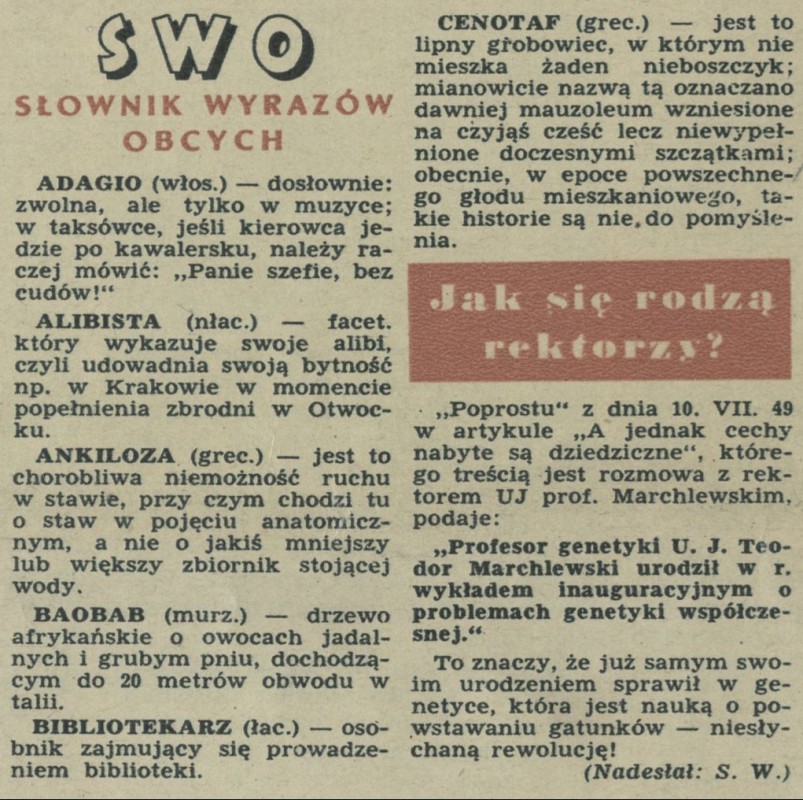 SWO
SŁOWNIK WYRAZÓW
OBCYCH
ADAGIO (włos.) — dosłownie:
zwolna, ale tylko w muzyce;
w taksówce, jeśli kierowca je-
dzie po kawalersku, należy ra-
czej mówić: „Panie szefie, bez
cudów!“
ALIBISTA (nłac.) — facet.
który wykazuje swoje alibi,
czyli udowadnia swoją bytność
np. w Krakowie w momencie
popełnienia zbrodni w Otwoc-
ku.
ANKILOZA (grec.) — jest to
chorobliwa niemożność ruchu
w stawie, przy czym chodzi tu
o staw w pojęciu anatomicz-
nym, a nie o jakiś mniejszy
lub większy zbiornik stojącej
wody.
BAOBAB (murz.) — drzewo
afrykańskie o owocach jadal-
nych i grubym pniu, dochodzą-
cym do 20 metrów obwodu w
talii.
BIBLIOTEKARZ (łac.) — oso-
bnik zajmujący się prowadze-
niem biblioteki.
CENOTAF (grec.) — jest to
lipny grobowiec, w którym nie
mieszka żaden nieboszczyk;
mianowicie nazwą tą oznaczano
dawniej mauzoleum wzniesione
na czyjąś cześć lecz niewypeł-
nione doczesnymi szczątkami;
obecnie, w epoce powszechne-
go głodu mieszkaniowego, ta-
kie historie są nie do pomyśle-
nia.
Jak się rodzą
rektorzy?
„Poprostu“ z dnia 10. VII. 49
w artykule „A jednak cechy
nabyte są dziedziczne“, które-
go treścią jest rozmowa z rek-
torem UJ prof. Marchlewskim,
podaje:
„Profesor genetyki U. J. Teo-
dor Marchlewski urodził w r.
wykładem inauguracyjnym o
problemach genetyki współcze-
snej.“
To znaczy, że już samym swo-
im urodzeniem sprawił w ge-
netyce, która jest nauką o po-
wstawaniu gatunków — niesły-
chaną rewolucję!
(Nadesłał: S. W.)